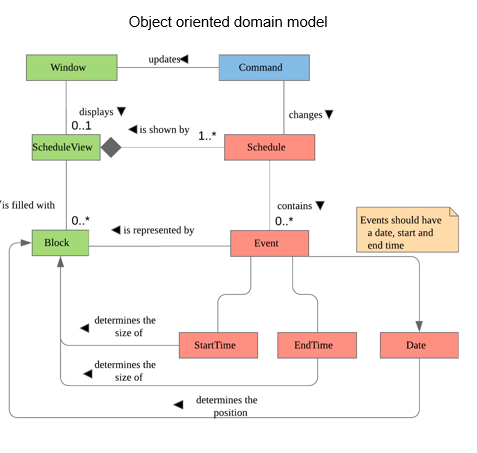 Object oriented domain model
Window
updates
Command
displays
changes
0..1
is shown by
1..*
ScheduleView
Schedule
is filled with
contains
0..*
0..*
Events should have
a date, start and
end time
is represented by
Block
Event
determines the
size of
StartTime
EndTime
Date
determines the
size of
determines the
position